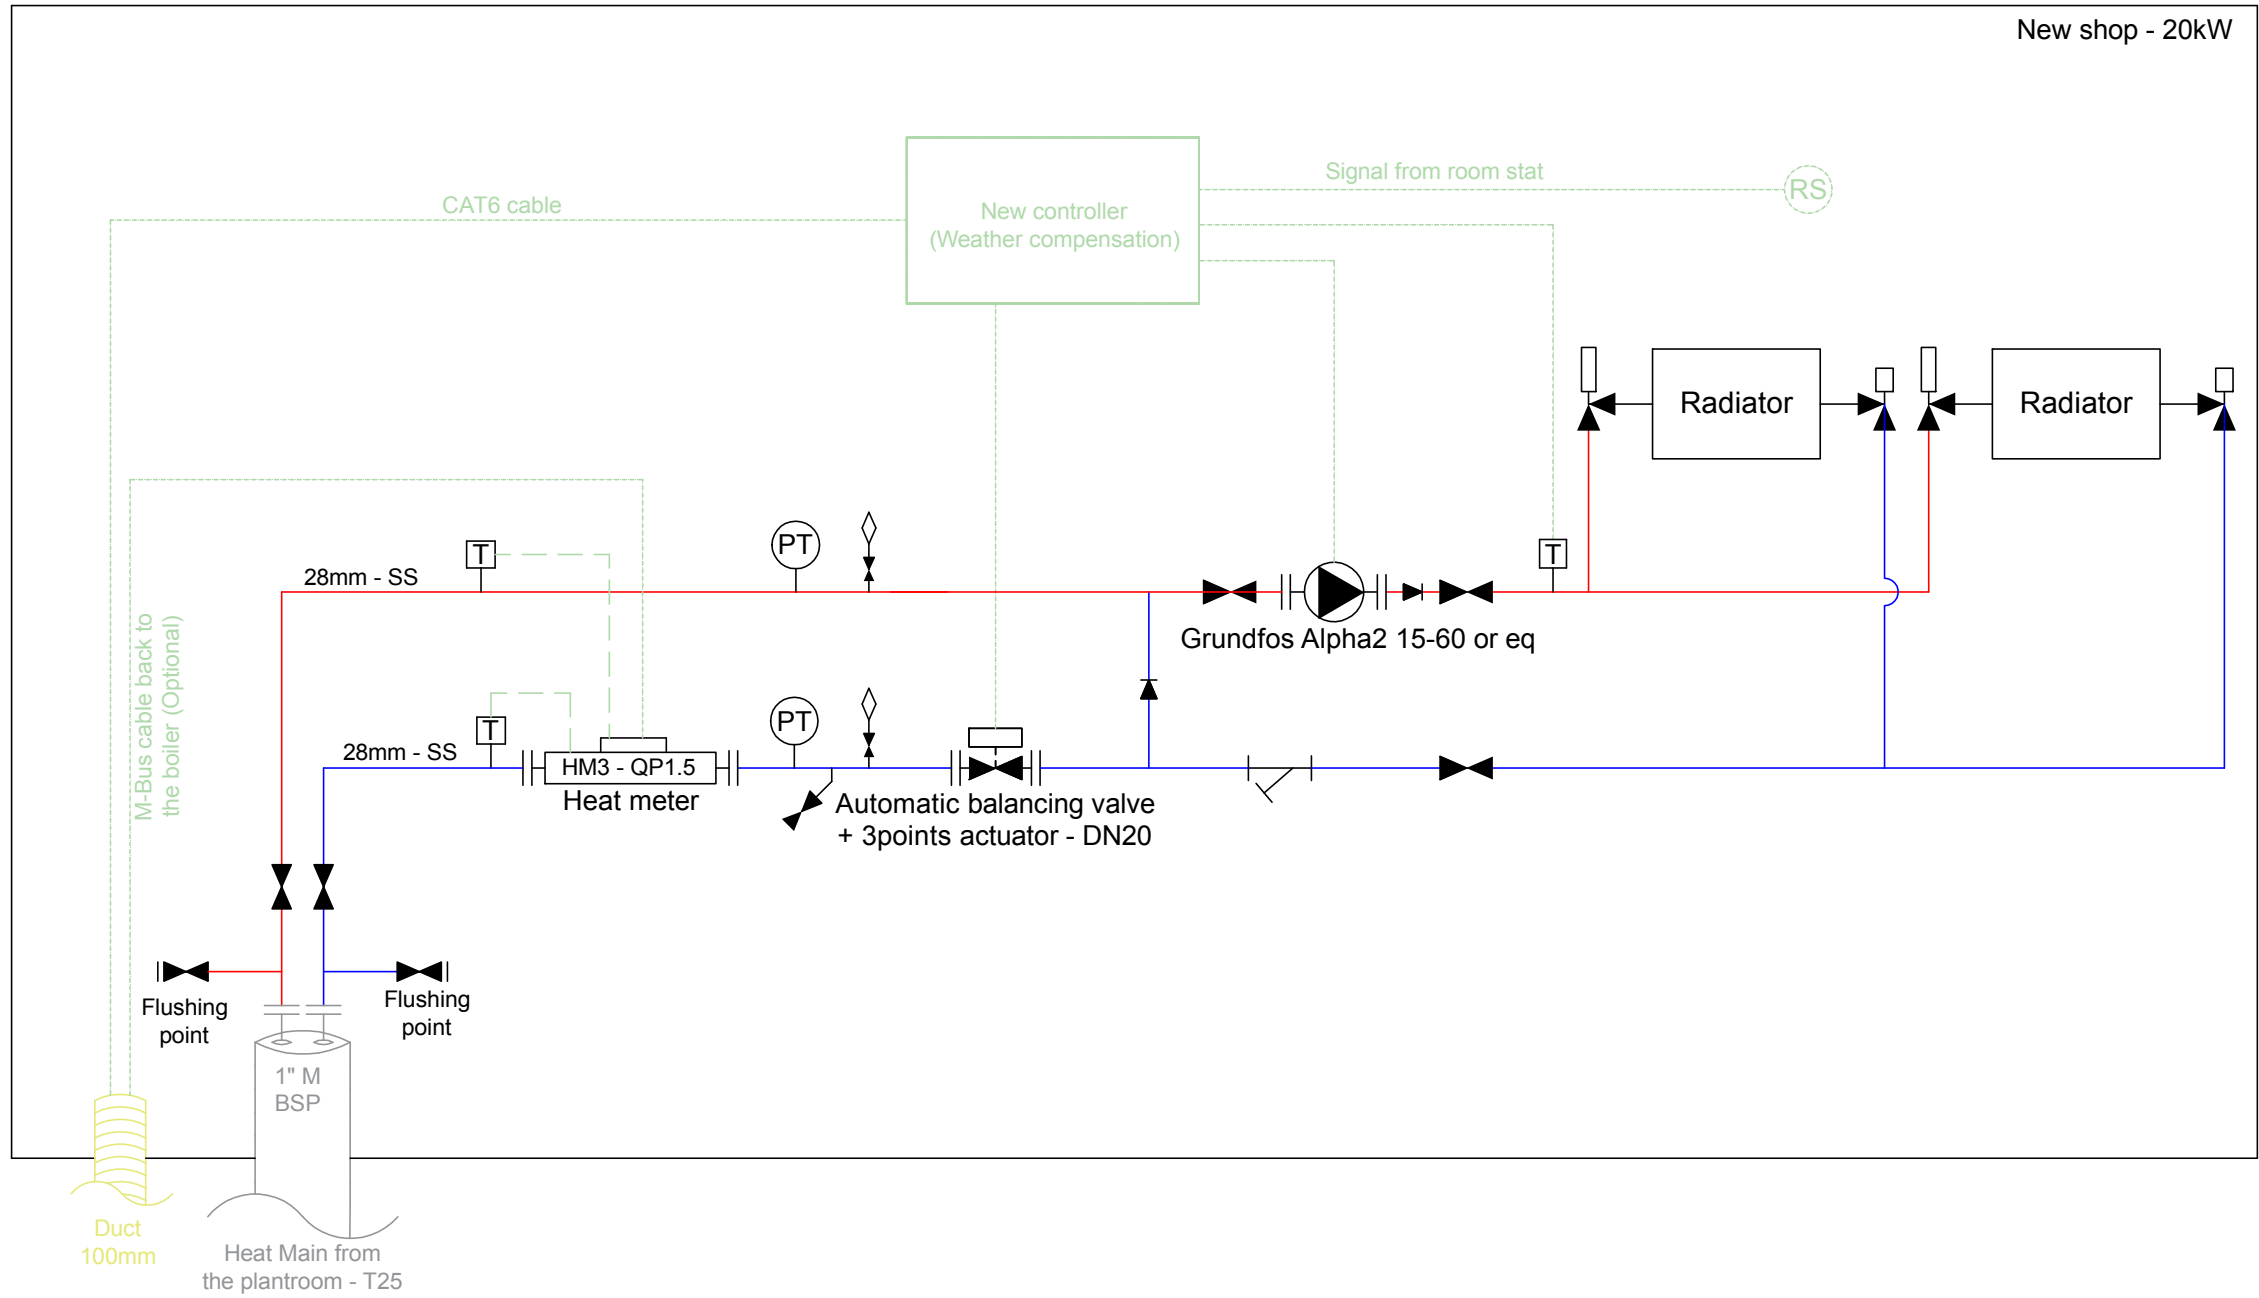 New shop - 20kW
Signal from room stat
RS
CAT6 cable
New controller
(Weather compensation)
Radiator
Radiator
PT
T
T
28mm - SS
Grundfos Alpha2 15-60 or eq
M-Bus cable back to
the boiler (Optional)
PT
T
28mm - SS
HM3 - QP1.5
Heat meter
Automatic balancing valve
+ 3points actuator - DN20
Flushing
point
Flushing
point
1" M
BSP
Duct
100mm
Heat Main from
the plantroom - T25